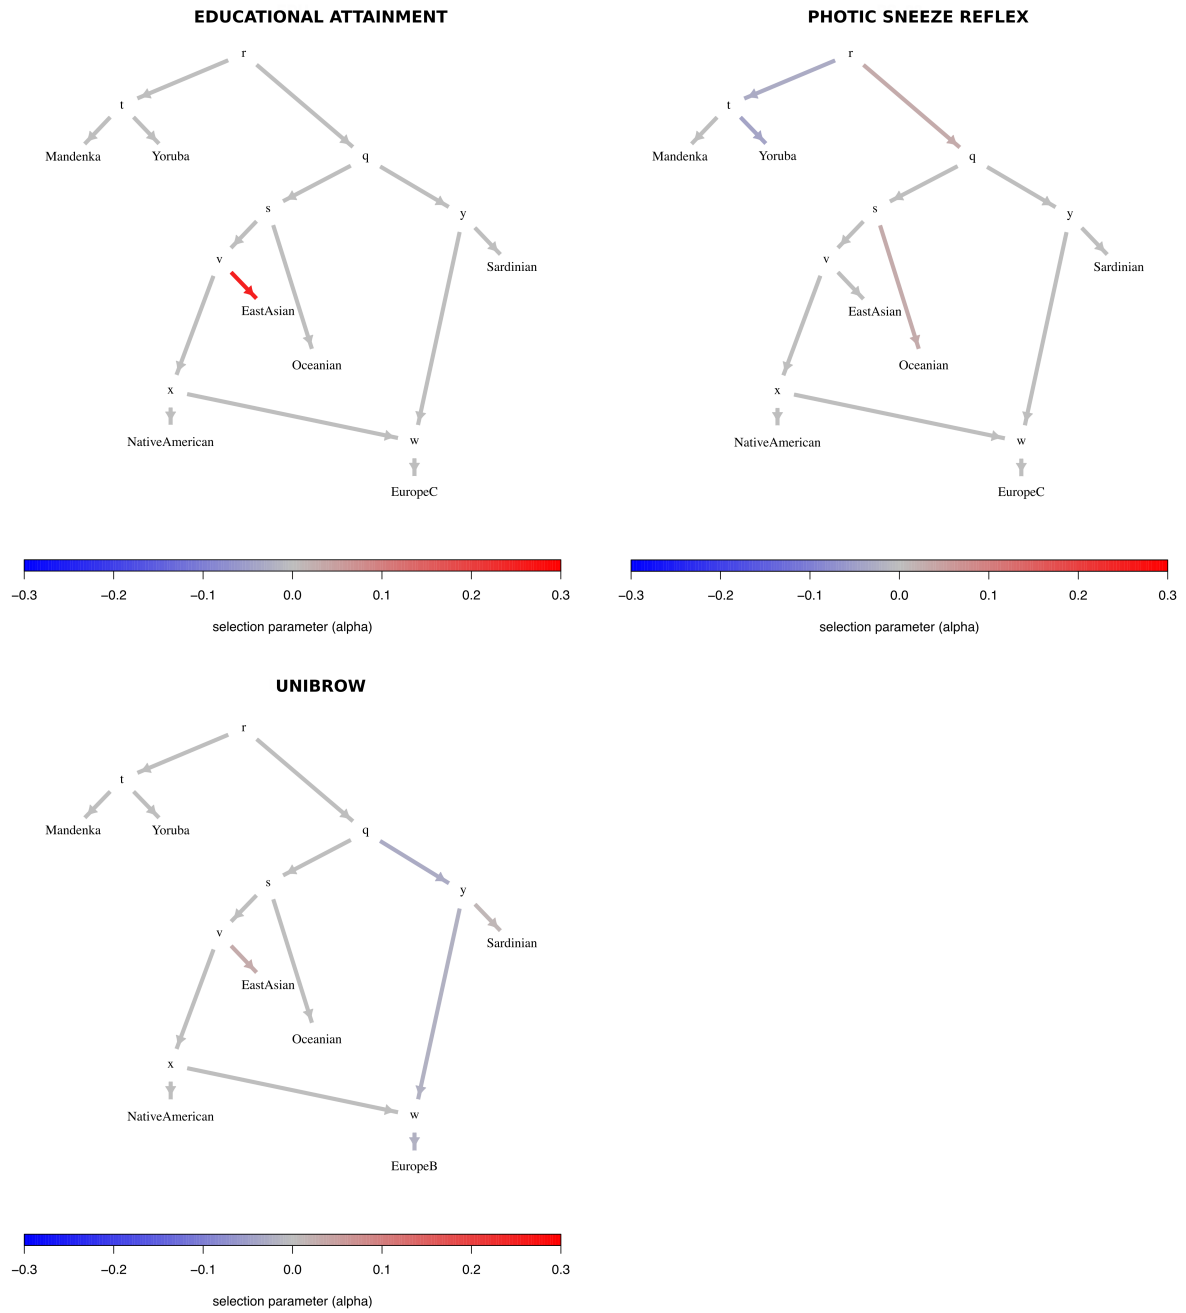 EDUCATIONAL ATTAINMENT
r
t
Mandenka
Yoruba
q
s
y
v
Sardinian
EastAsian
Oceanian
x
NativeAmerican
w
EuropeC
−0.3 −0.2 −0.1 0.0 0.1 0.2 0.3
selection parameter (alpha)
PHOTIC SNEEZE REFLEX
r
t
Mandenka
Yoruba
q
s
y
v
Sardinian
EastAsian
Oceanian
x
NativeAmerican
w
EuropeC
−0.3 −0.2 −0.1 0.0 0.1 0.2 0.3
selection parameter (alpha)
UNIBROW
r
t
Mandenka
Yoruba
q
s
y
v
Sardinian
EastAsian
Oceanian
x
NativeAmerican
w
EuropeB
−0.3 −0.2 −0.1 0.0 0.1 0.2 0.3
selection parameter (alpha)